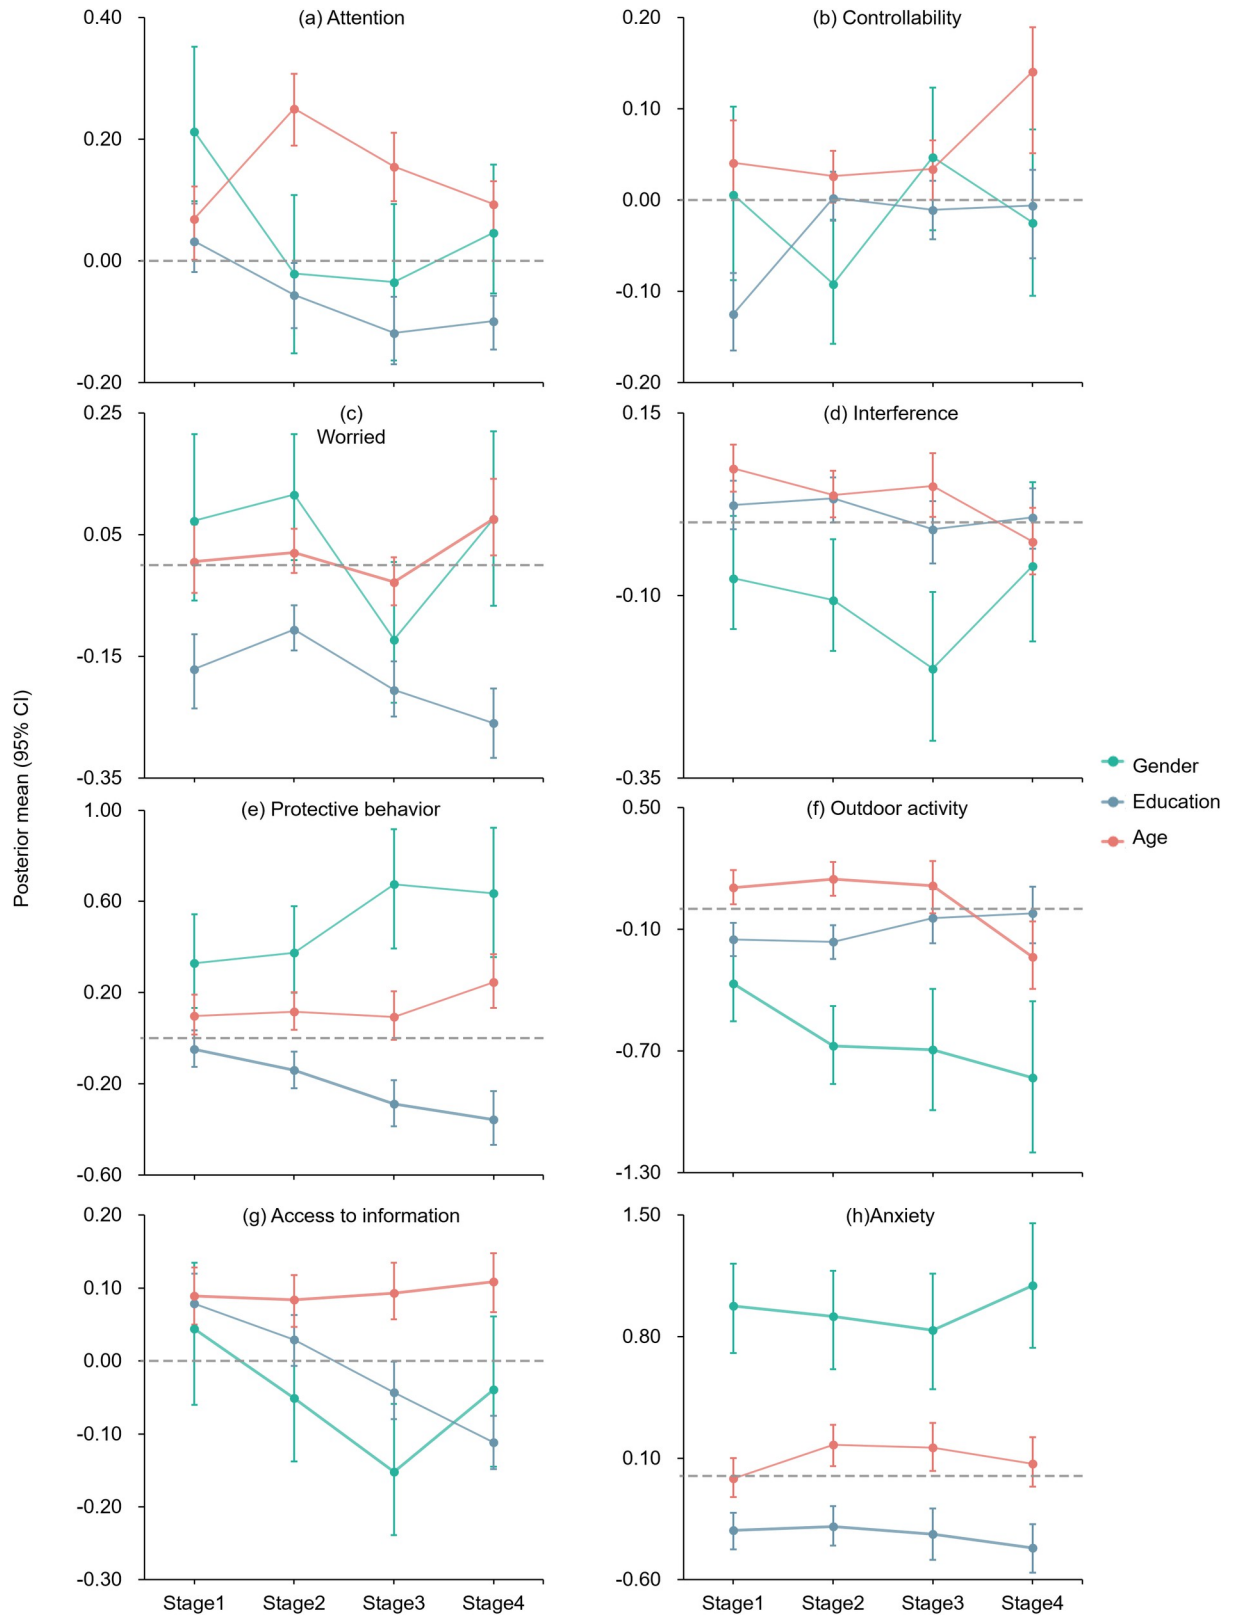 (a) Attention
0.40
0.20
0.00
-0.20
(b) Controllability
0.20
0.10
0.00
-0.10
-0.20
(c)
Worried
0.25
0.05
-0.15
-0.35
(d) Interference
0.15
-0.10
-0.35
Posterior mean (95% CI)
Gender
Education
Age
(e) Protective behavior
1.00
0.60
0.20
-0.20
-0.60
(f) Outdoor activity
0.50
-0.10
-0.70
-1.30
(g) Access to information
0.20
0.10
0.00
-0.10
-0.20
-0.30
Stage1 Stage2 Stage3 Stage4
(h)Anxiety
1.50
0.80
0.10
-0.60
Stage1 Stage2 Stage3 Stage4